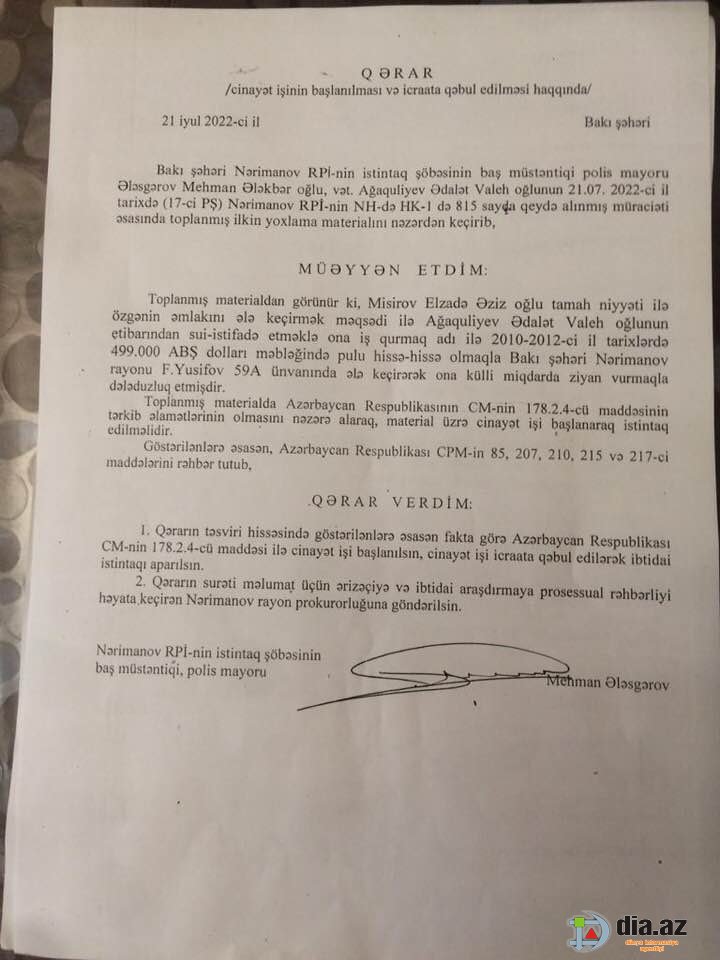 QƏRAR
/cinayət işinin başlanılması və icraata qəbul edilməsi haqqında/
21 iyul 2022-ci il Bakı şəhəri
Bakı şəhəri Nərimanov RPİ-nin istintaq şöbəsinin baş müstəntiqi polis mayoru
Ələsgərov Mehman Ələkbər oğlu, vət. Ağaquliyev Ədalət Valeh oğlunun 21.07. 2022-ci il
tarixdə (17-ci PŞ) Nərimanov RPİ-nin NH-də HK-1 də 815 sayda qeydə alınmış müraciəti
əsasında toplanmış ilkin yoxlama materialını nəzərdən keçirib,
MÜƏYYƏN ETDİM:
Toplanmış materialdan görünür ki, Misirov Elzadə Əziz oğlu tamah niyyəti ilə
özgənin əmlakını ələ keçirmək məqsədi ilə Ağaquliyev Ədalət Valeh oğlunun
etibarından sui-istifadə etməklə ona iş qurmaq adı ilə 2010-2012-ci il tarixlərdə
499.000 ABŞ dolları məbləğində pulu hissə-hissə olmaqla Bakı şəhəri Nərimanov
rayonu F.Yusifov 59A ünvanında ələ keçirərək ona külli miqdarda ziyan vurmaqla
dələduzluq etmişdir.
Toplanmış materialda Azərbaycan Respublikasının CM-nin 178.2.4-cü maddəsinin
tərkib əlamətlərinin olmasını nəzərə alaraq, material üzrə cinayət işi başlanaraq istintaq
edilməlidir.
Göstərilənlərə əsasən, Azərbaycan Respublikası CPM-in 85, 207, 210, 215 və 217-ci
maddələrini rəhbər tutub,
QƏRAR VERDİM:
1. Qərarın təsviri hissəsində göstərilənlərə əsasən fakta görə Azərbaycan Respublikası
CM-nin 178.2.4-cü maddəsi ilə cinayət işi başlanılsın, cinayət işi icraata qəbul edilərək ibtidai
istintaqı aparılsın.
2. Qərarın surəti məlumat üçün ərizəçiyə və ibtidai araşdırmaya prosessual rəhbərliyi
həyata keçirən Nərimanov rayon prokurorluğuna göndərilsin.
Nərimanov RPİ-nin istintaq şöbəsinin
baş müstəntiqi, polis mayoru
Mehman Ələsgərov
dia.az
dünya informasiya
agentliyi